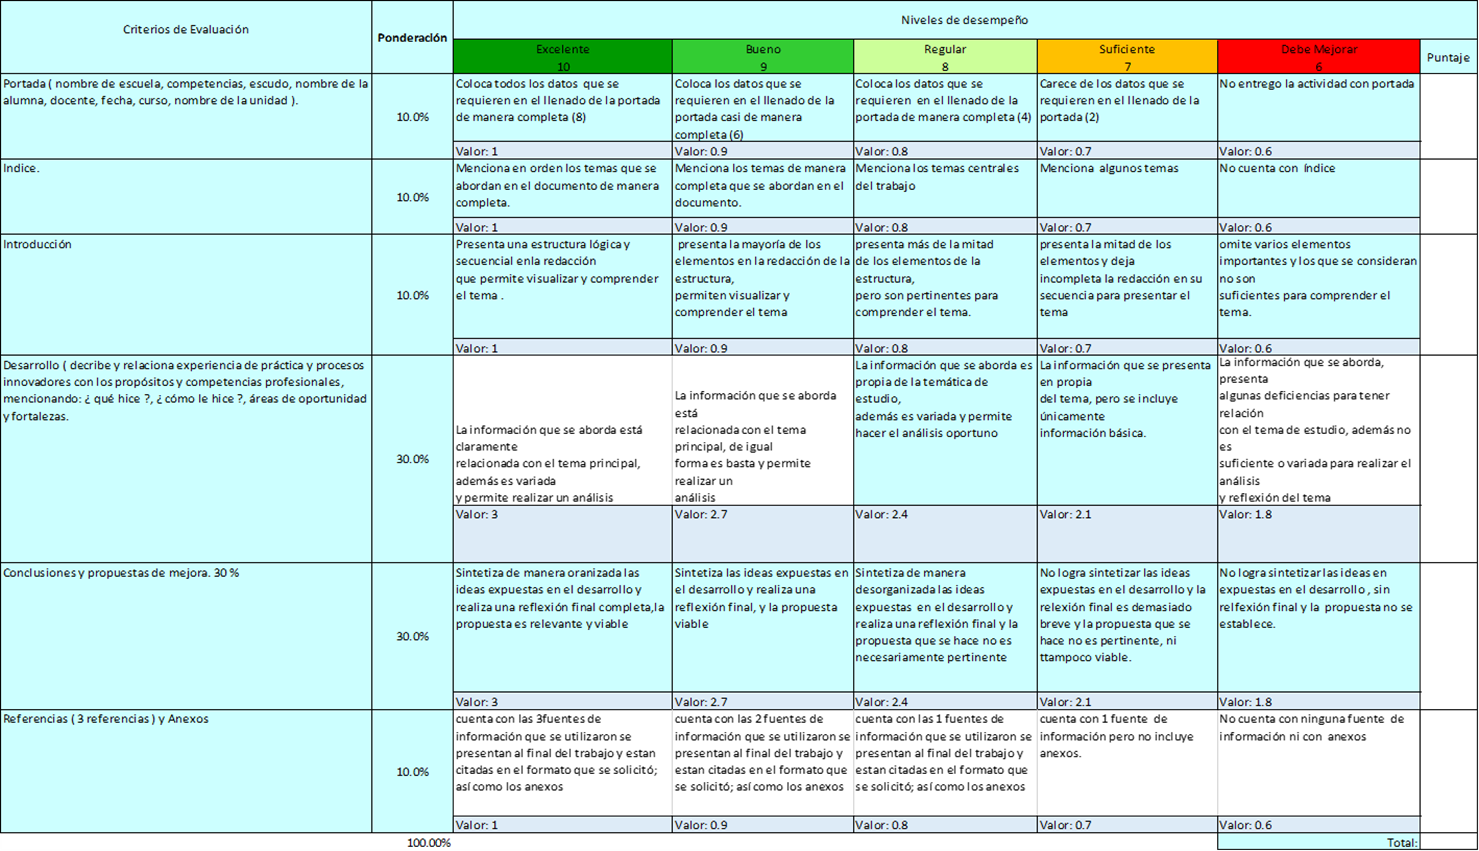 Criterios de Evaluación
Ponderación
Niveles de desempeño
Excelente
10
Bueno
9
Regular
8
Suficiente
7
Debe Mejorar
6
Puntaje
Portada ( nombre de escuela, competencias, escudo, nombre de la
alumna, docente, fecha, curso, nombre de la unidad ).
10.0%
Coloca todos los datos que se
requieren en el llenado de la portada
de manera completa (8)
Valor: 1
Coloca los datos que se
requieren en el llenado de la
portada casi de manera
completa (6)
Valor: 0.9
Coloca los datos que se
requieren en el llenado de la
portada de manera completa (4)
Valor: 0.8
Carece de los datos que se
requieren en el llenado de la
portada (2)
Valor: 0.7
No entrego la actividad con portada
Valor: 0.6
Indice.
10.0%
Menciona en orden los temas que se
abordan en el documento de manera
completa.
Valor: 1
Menciona los temas de manera
completa que se abordan en el
documento.
Valor: 0.9
Menciona los temas centrales
del trabajo
Valor: 0.8
Menciona algunos temas
Valor: 0.7
No cuenta con índice
Valor: 0.6
Introducción
10.0%
Presenta una estructura lógica y
secuencial enla redacción
que permite visualizar y comprender
el tema .
Valor: 1
presenta la mayoría de los
elementos en la redacción de la
estructura,
permiten visualizar y
comprender el tema
Valor: 0.9
presenta más de la mitad
de los elementos de la
estructura,
pero son pertinentes para
comprender el tema.
Valor: 0.8
presenta la mitad de los
elementos y deja
incompleta la redacción en su
secuencia para presentar el
tema
Valor: 0.7
omite varios elementos
importantes y los que se consideran
no son
suficientes para comprender el
tema.
Valor: 0.6
Desarrollo ( decribe y relaciona experiencia de práctica y procesos
innovadores con los propósitos y competencias profesionales,
mencionando: ¿ qué hice ?, ¿ cómo le hice ?, áreas de oportunidad
y fortalezas.
30.0%
La información que se aborda está
claramente
relacionada con el tema principal,
además es variada
y permite realizar un análisis
Valor: 3
La información que se aborda
está
relacionada con el tema
principal, de igual
forma es basta y permite
realizar un
análisis
Valor: 2.7
La información que se aborda es
propia de la temática de
estudio,
además es variada y permite
hacer el análisis oportuno
Valor: 2.4
La información que se presenta
en propia
del tema, pero se incluye
únicamente
información básica.
Valor: 2.1
La información que se aborda,
presenta
algunas deficiencias para tener
relación
con el tema de estudio, además no
es
suficiente o variada para realizar el
análisis
y reflexión del tema
Valor: 1.8
Conclusiones y propuestas de mejora. 30 %
30.0%
Sintetiza de manera oranizada las
ideas expuestas en el desarrollo y
realiza una reflexión final completa,la
propuesta es relevante y viable
Valor: 3
Sintetiza las ideas expuestas en
el desarrollo y realiza una
reflexión final, y la propuesta
viable
Valor: 2.7
Sintetiza de manera
desorganizada las ideas
expuestas en el desarrollo y
realiza una reflexión final y la
propuesta que se hace no es
necesariamente pertinente
Valor: 2.4
No logra sintetizar las ideas
expuestas en el desarrollo y la
relexión final es demasiado
breve y la propuesta que se
hace no es pertinente, ni
ttampoco viable.
Valor: 2.1
No logra sintetizar las ideas en
expuestas en el desarrollo , sin
relfexión final y la propuesta no se
establece.
Valor: 1.8
Referencias ( 3 referencias ) y Anexos
10.0%
cuenta con las 3fuentes de
información que se utilizaron se
presentan al final del trabajo y estan
citadas en el formato que se solicitó;
así como los anexos
Valor: 1
cuenta con las 2 fuentes de
información que se utilizaron se
presentan al final del trabajo y
estan citadas en el formato que
se solicitó; así como los anexos
Valor: 0.9
cuenta con las 1 fuentes de
información que se utilizaron se
presentan al final del trabajo y
estan citadas en el formato que
se solicitó; así como los anexos
Valor: 0.8
cuenta con 1 fuente de
información pero no incluye
anexos.
Valor: 0.7
No cuenta con ninguna fuente de
información ni con anexos
Valor: 0.6
100.00%
Total: